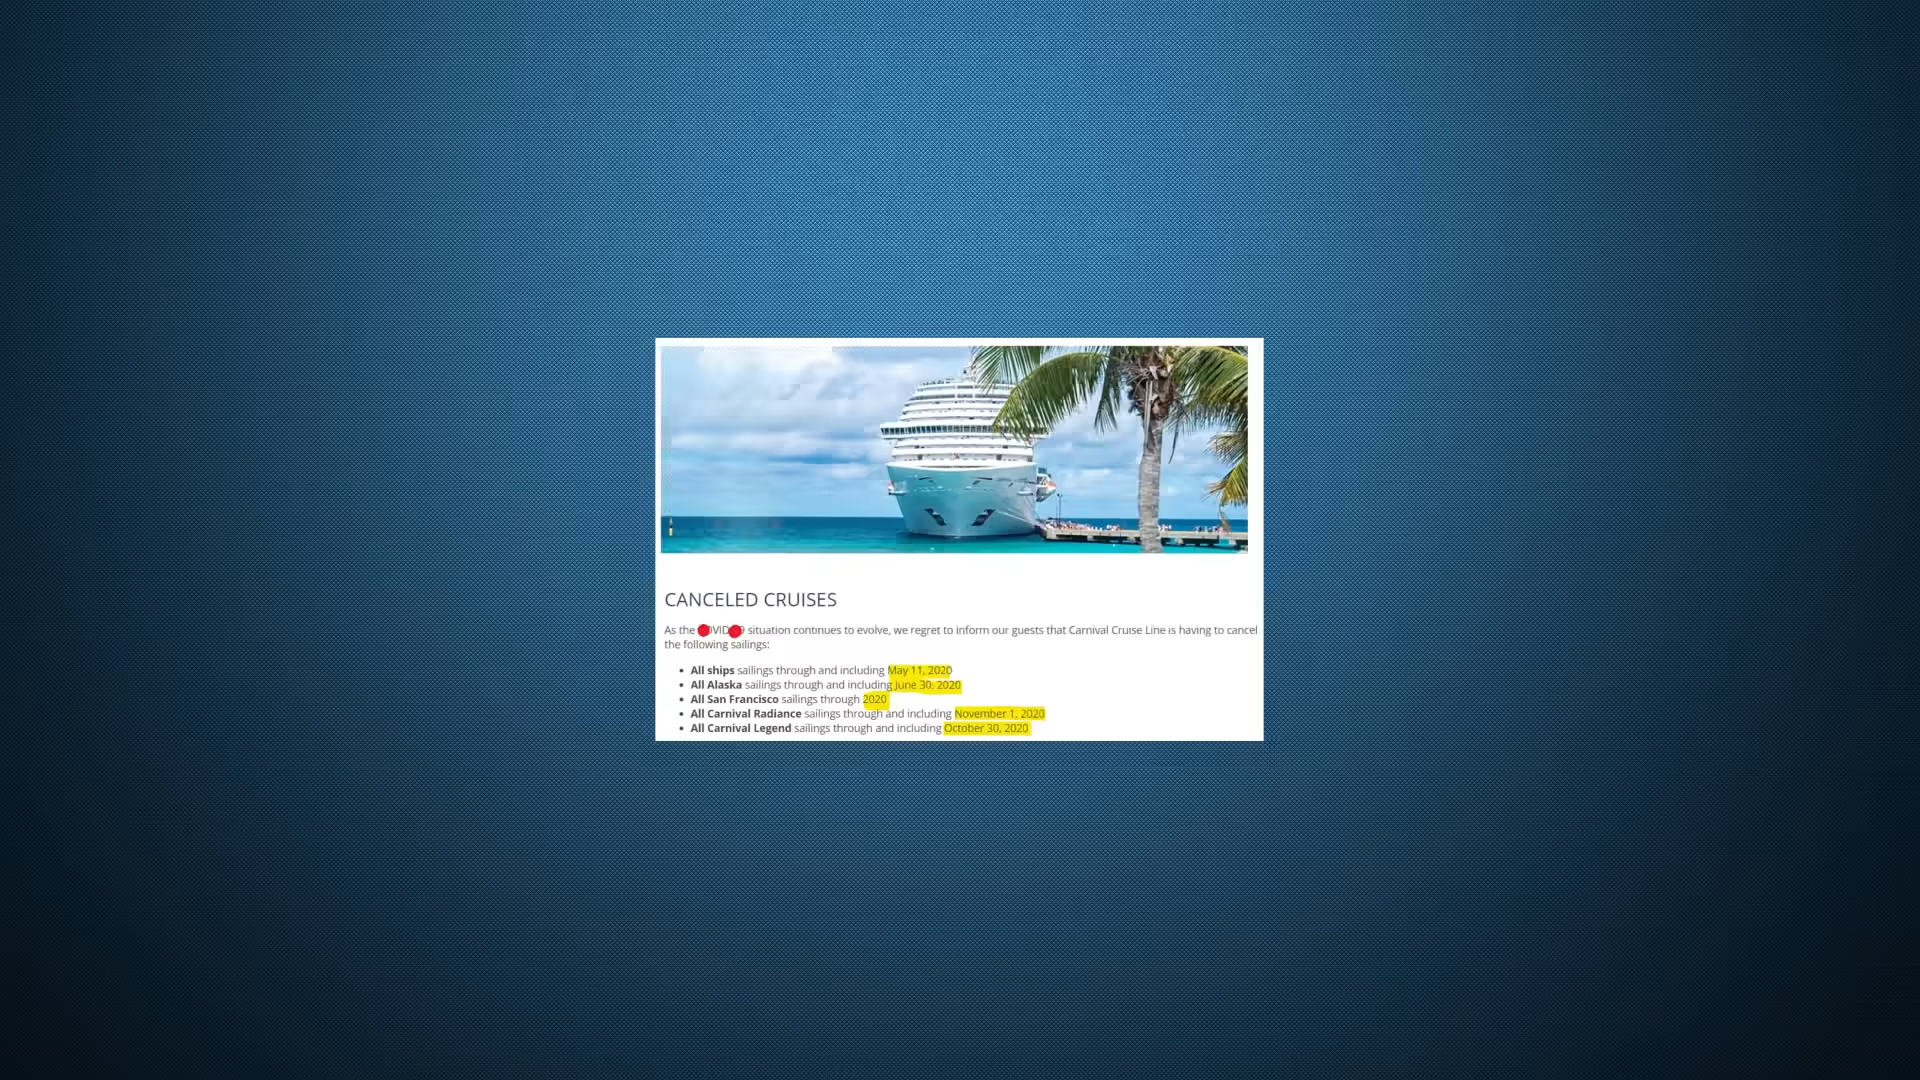 CANCELED CRUISES
As the OVID 9 situation continues to evolve, we regret to inform our guests that Carnival Cruise Line is having to cancel
the following sailings:
• All ships sailings through and including May 11, 2020
• All Alaska sailings through and including June 30, 2020
• All San Francisco sailings through 2020
• All Carnival Radiance sailings through and including November 1, 2020
• All Carnival Legend sailings through and including October 30, 2020